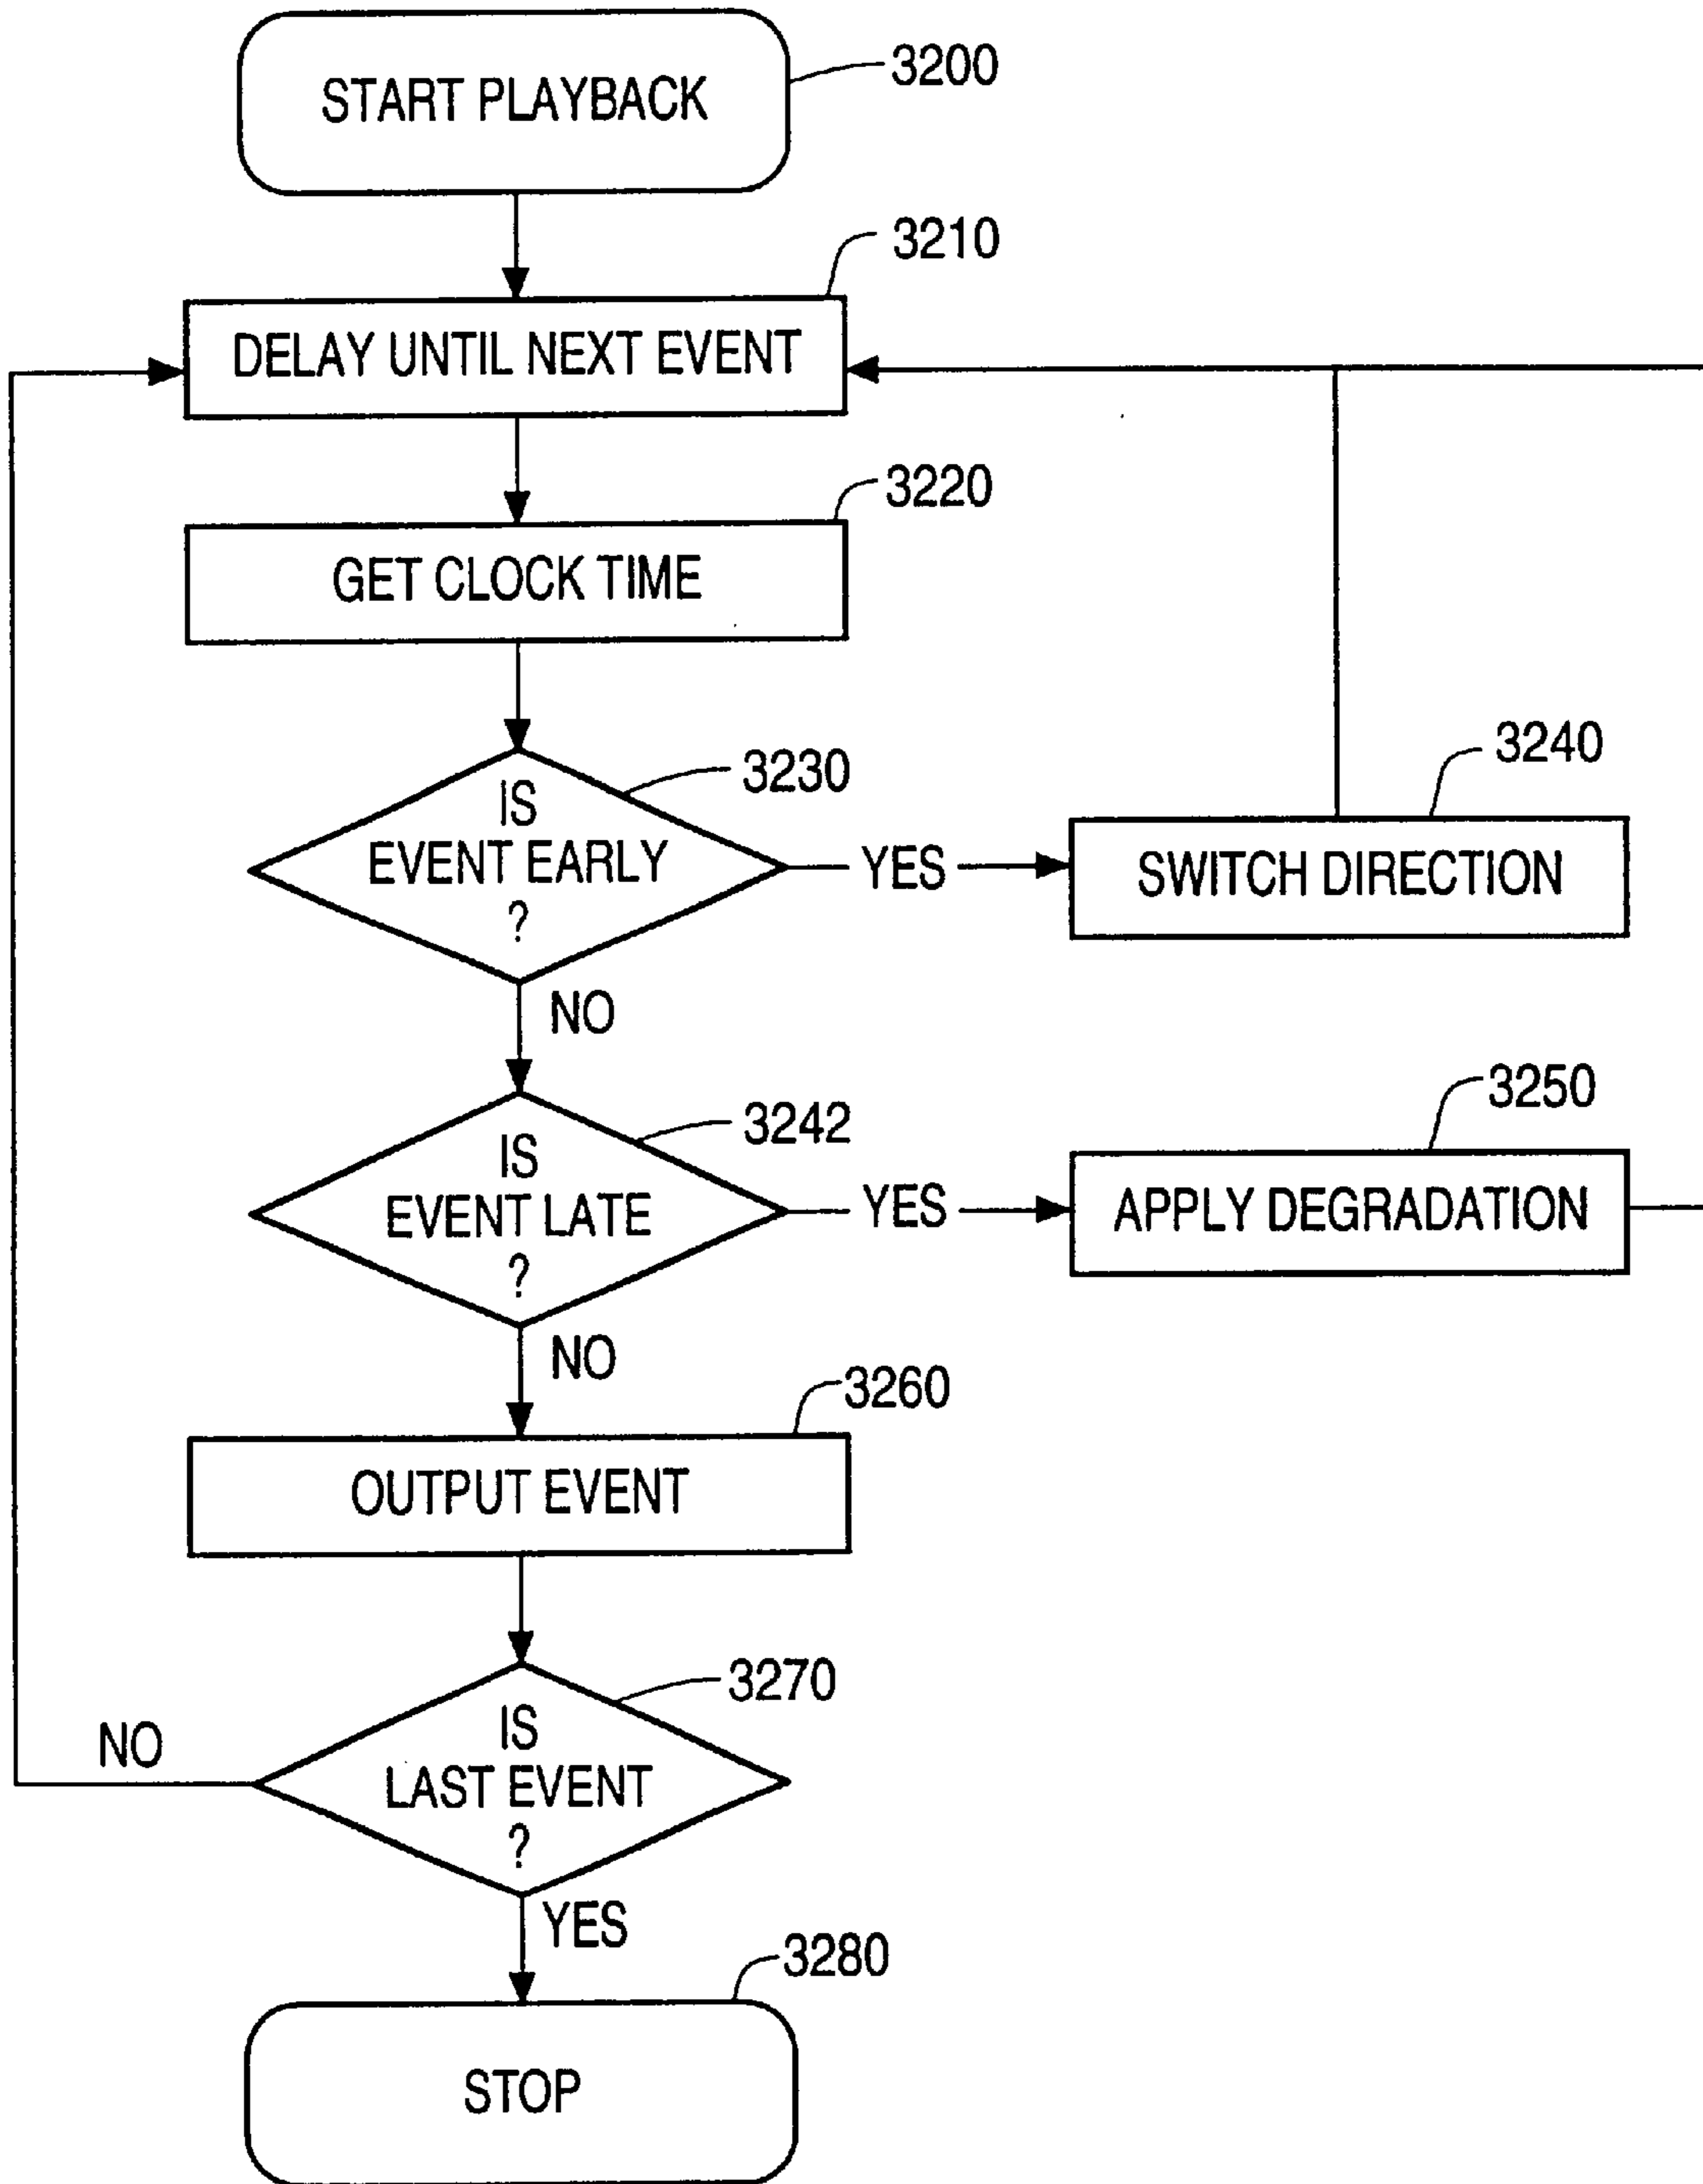 START PLAYBACK
3200
3210
DELAY UNTIL NEXT EVENT
3220
GET CLOCK TIME
3230
IS
EVENT EARLY
?
YES
3240
SWITCH DIRECTION
NO
3242
IS
EVENT LATE
?
YES
3250
APPLY DEGRADATION
NO
3260
OUTPUT EVENT
3270
IS
LAST EVENT
?
NO
YES
3280
STOP